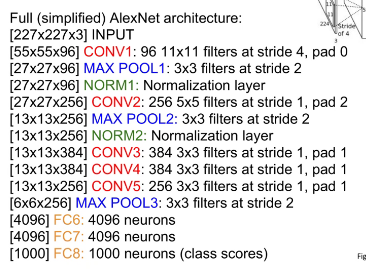 Full (simplified) AlexNet architecture:
[227x227x3] INPUT
[55x55x96] CONV1: 96 11x11 filters at stride 4, pad 0
[27x27x96] MAX POOL1: 3x3 filters at stride 2
[27x27x96] NORM1: Normalization layer
[27x27x256] CONV2: 256 5x5 filters at stride 1, pad 2
[13x13x256] MAX POOL2: 3x3 filters at stride 2
[13x13x256] NORM2: Normalization layer
[13x13x384] CONV3: 384 3x3 filters at stride 1, pad 1
[13x13x384] CONV4: 384 3x3 filters at stride 1, pad 1
[13x13x256] CONV5: 256 3x3 filters at stride 1, pad 1
[6x6x256] MAX POOL3: 3x3 filters at stride 2
[4096] FC6: 4096 neurons
[4096] FC7: 4096 neurons
[1000] FC8: 1000 neurons (class scores)
11
224
Stride
of 4
3
Fig